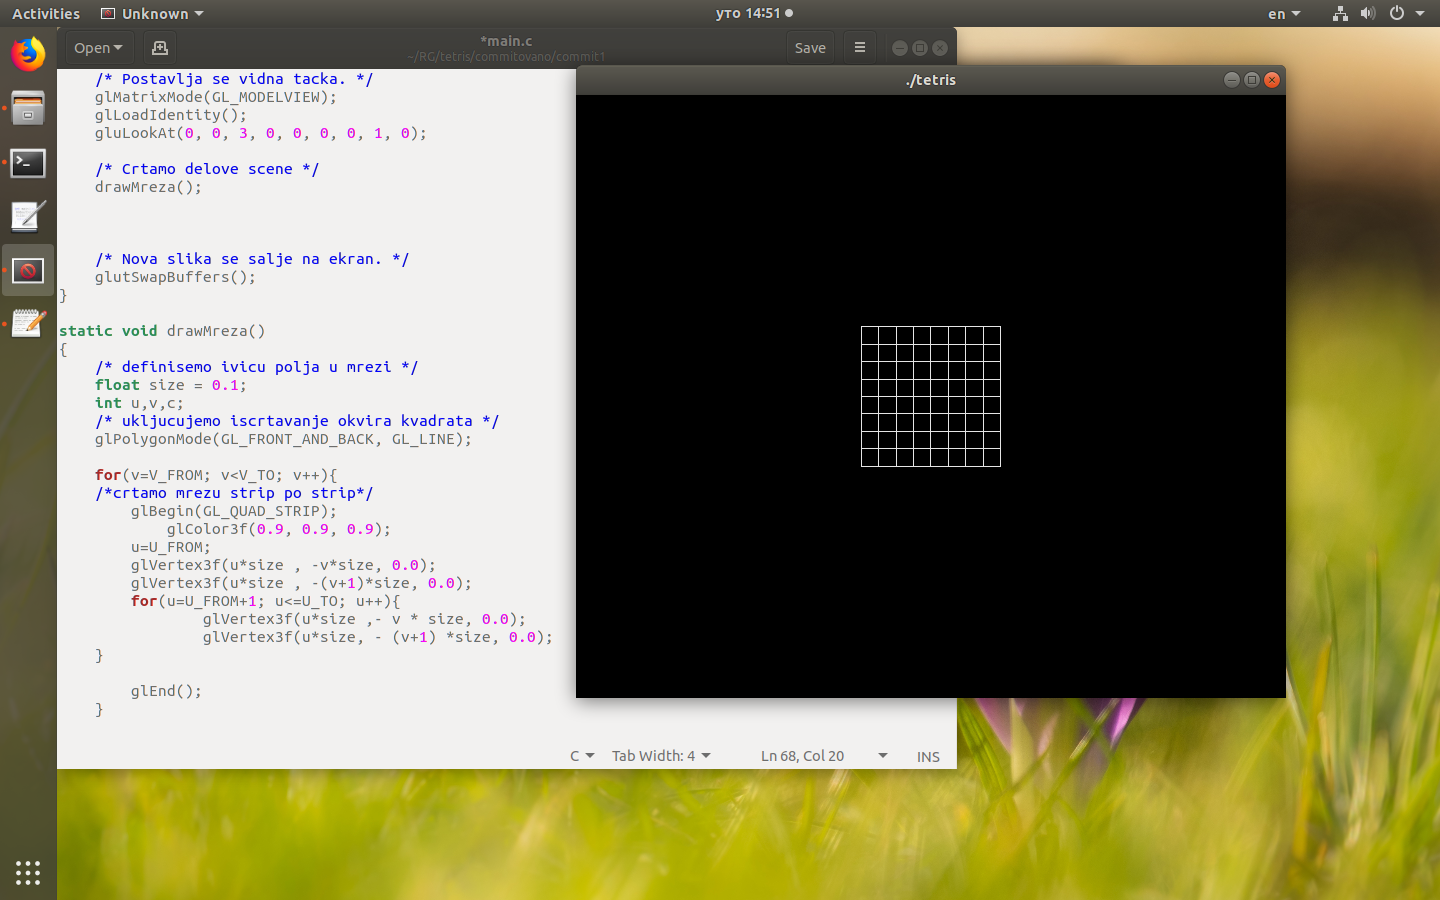 Activities
Unknown
уто 14:51
en
Open
*main.c
~/RG/tetris/commitovano/commit1
Save
./tetris
/* Postavlja se vidna tacka. */
glMatrixMode(GL_MODELVIEW);
glLoadIdentity();
gluLookAt(0, 0, 3, 0, 0, 0, 0, 1, 0);
/* Crtamo delove scene */
drawMreza();
/* Nova slika se salje na ekran. */
glutSwapBuffers();
}
static void drawMreza()
{
/* definisemo ivicu polja u mrezi */
float size = 0.1;
int u,v,c;
/* ukljucujemo iscrtavanje okvira kvadrata */
glPolygonMode(GL_FRONT_AND_BACK, GL_LINE);
for(v=V_FROM; v<V_TO; v++){
/*crtamo mrezu strip po strip*/
glBegin(GL_QUAD_STRIP);
glColor3f(0.9, 0.9, 0.9);
u=U_FROM;
glVertex3f(u*size , -v*size, 0.0);
glVertex3f(u*size , -(v+1)*size, 0.0);
for(u=U_FROM+1; u<=U_TO; u++){
glVertex3f(u*size ,- v * size, 0.0);
glVertex3f(u*size, - (v+1) *size, 0.0);
}
glEnd();
}
C
Tab Width: 4
Ln 68, Col 20
INS